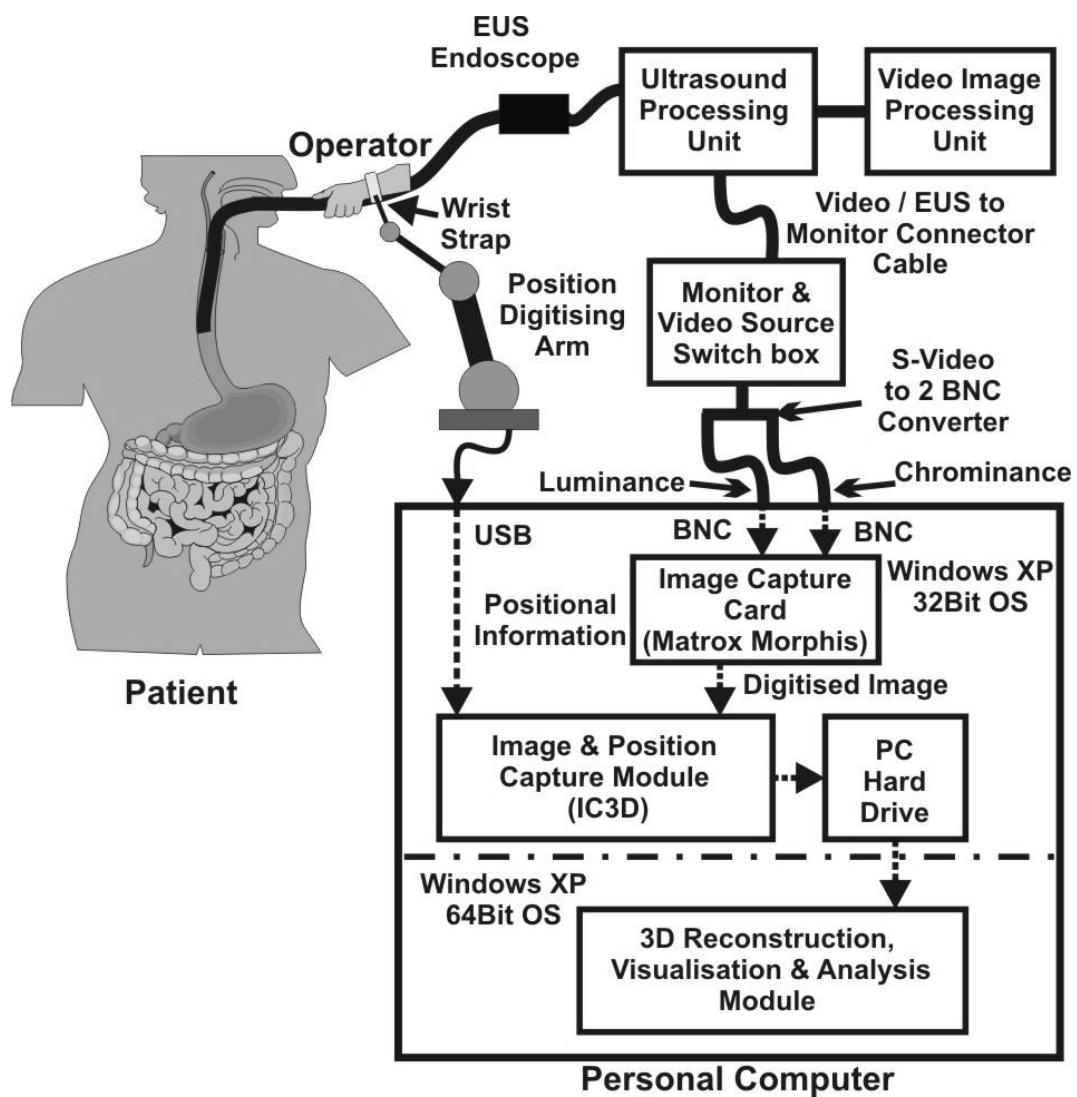 EUS
Endoscope
Ultrasound
Processing
Unit
Video Image
Processing
Unit
Operator
Wrist
Strap
Video / EUS to
Monitor Connector
Cable
Position
Digitising
Arm
Monitor &
Video Source
Switch box
S-Video
to 2 BNC
Converter
Luminance
Chrominance
USB
BNC
BNC
Positional
Information
Image Capture
Card
(Matrox Morphis)
Windows XP
32Bit OS
Patient
Digitised Image
Image & Position
Capture Module
(IC3D)
PC
Hard
Drive
Windows XP
64Bit OS
3D Reconstruction,
Visualisation & Analysis
Module
Personal Computer